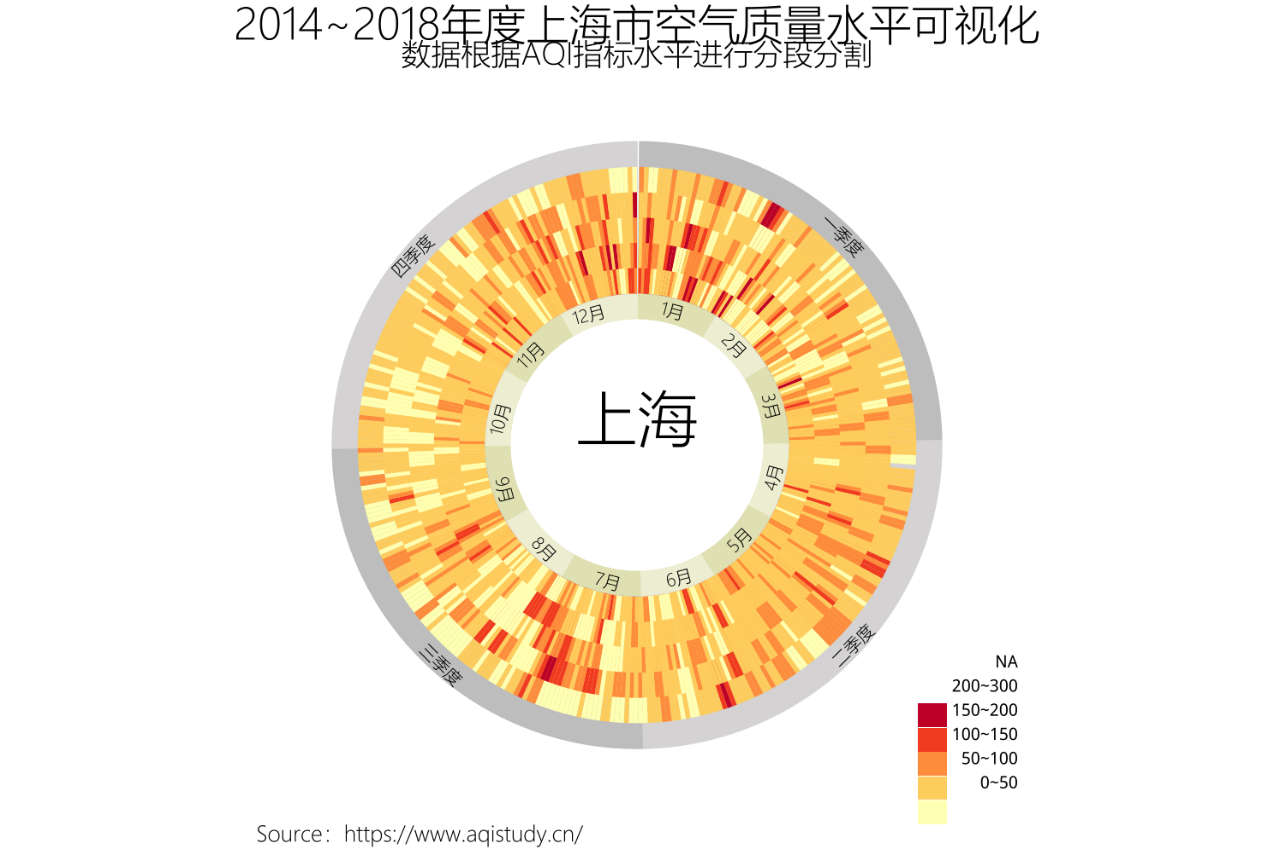 2014~2018年度上海市空气质量水平可视化
数据根据AQI指标水平进行分段分割
一季度
四季度
12月
1月
11月
2月
上海
3月
10月
4月
9月
5月
8月
7月
6月
二季度
三季度
NA
200~300
150~200
100~150
50~100
0~50
Source：https://www.aqistudy.cn/